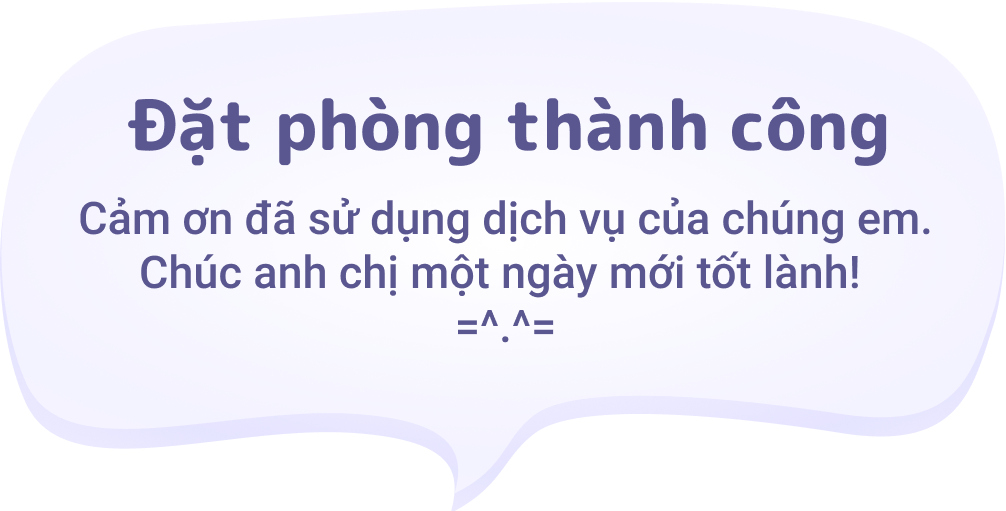 Đặt phòng thành công
Cảm ơn đã sử dụng dịch vụ của chúng em.
Chúc anh chị một ngày mới tốt lành!
=^.^=